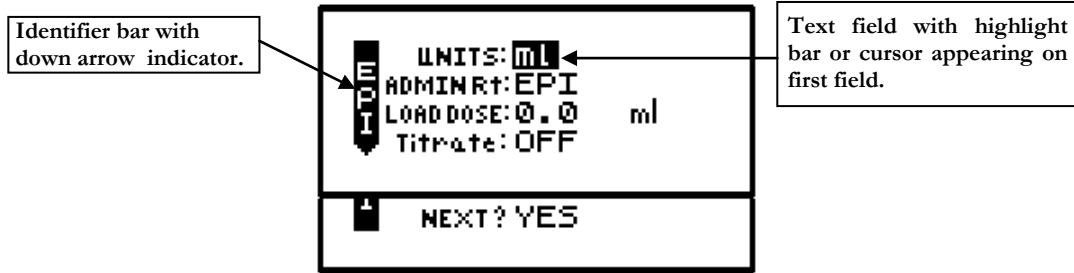 Identifier bar with
down arrow indicator.
EPI
UNITS: ml
ADMIN Rt: EPI
LOAD DOSE: 0.0 ml
Titrate: OFF
I
NEXT? YES
Text field with highlight
bar or cursor appearing on
first field.